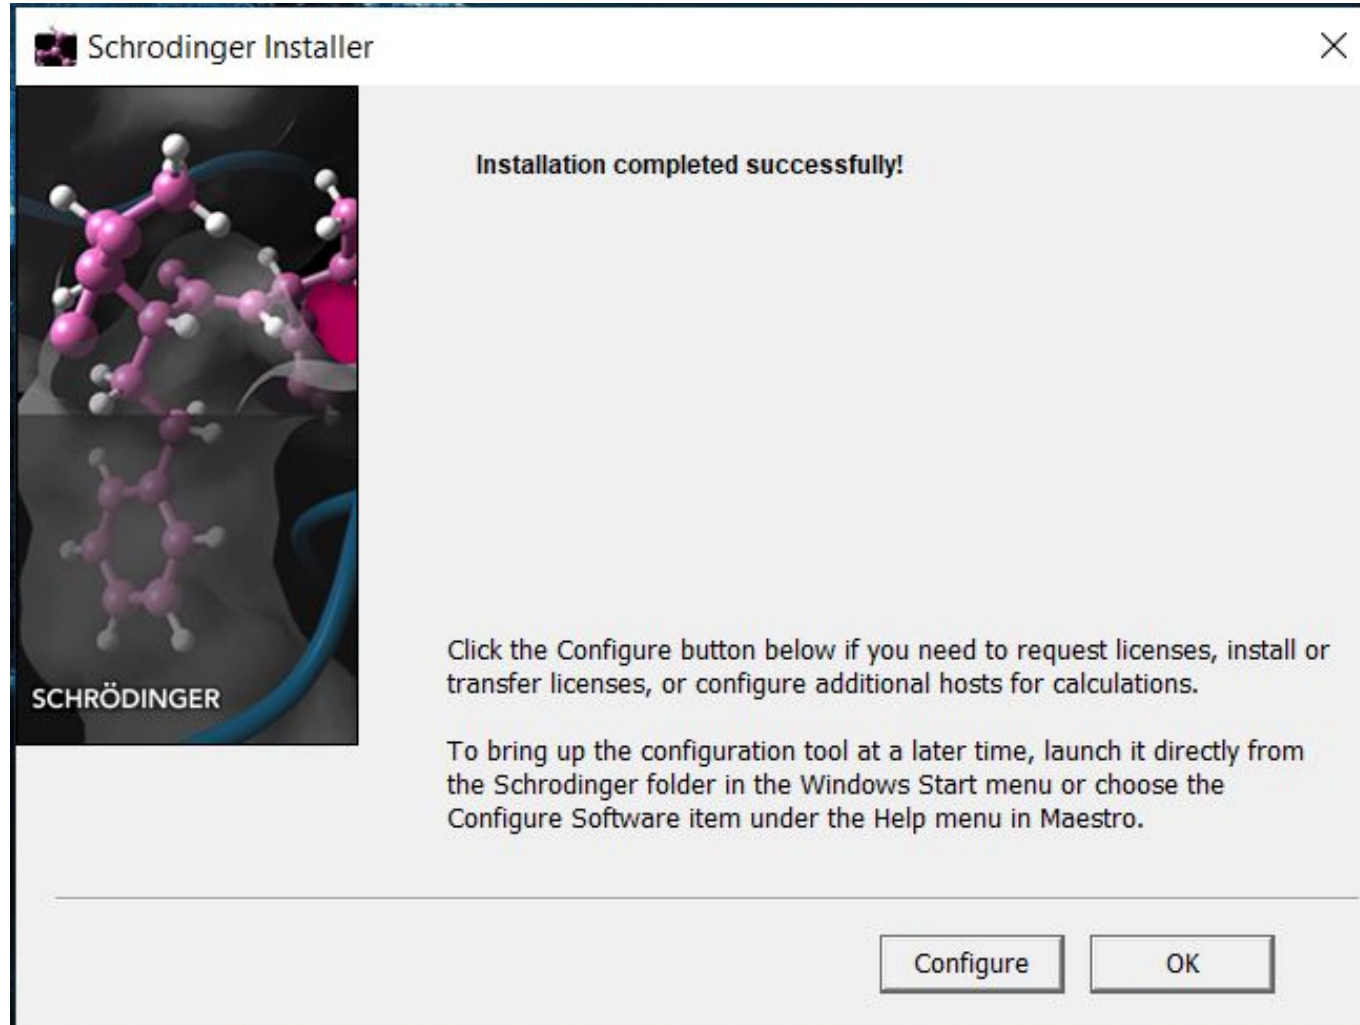 Schrodinger Installer
Installation completed successfully!
SCHRÖDINGER
Click the Configure button below if you need to request licenses, install or
transfer licenses, or configure additional hosts for calculations.
To bring up the configuration tool at a later time, launch it directly from
the Schrodinger folder in the Windows Start menu or choose the
Configure Software item under the Help menu in Maestro.
Configure
OK